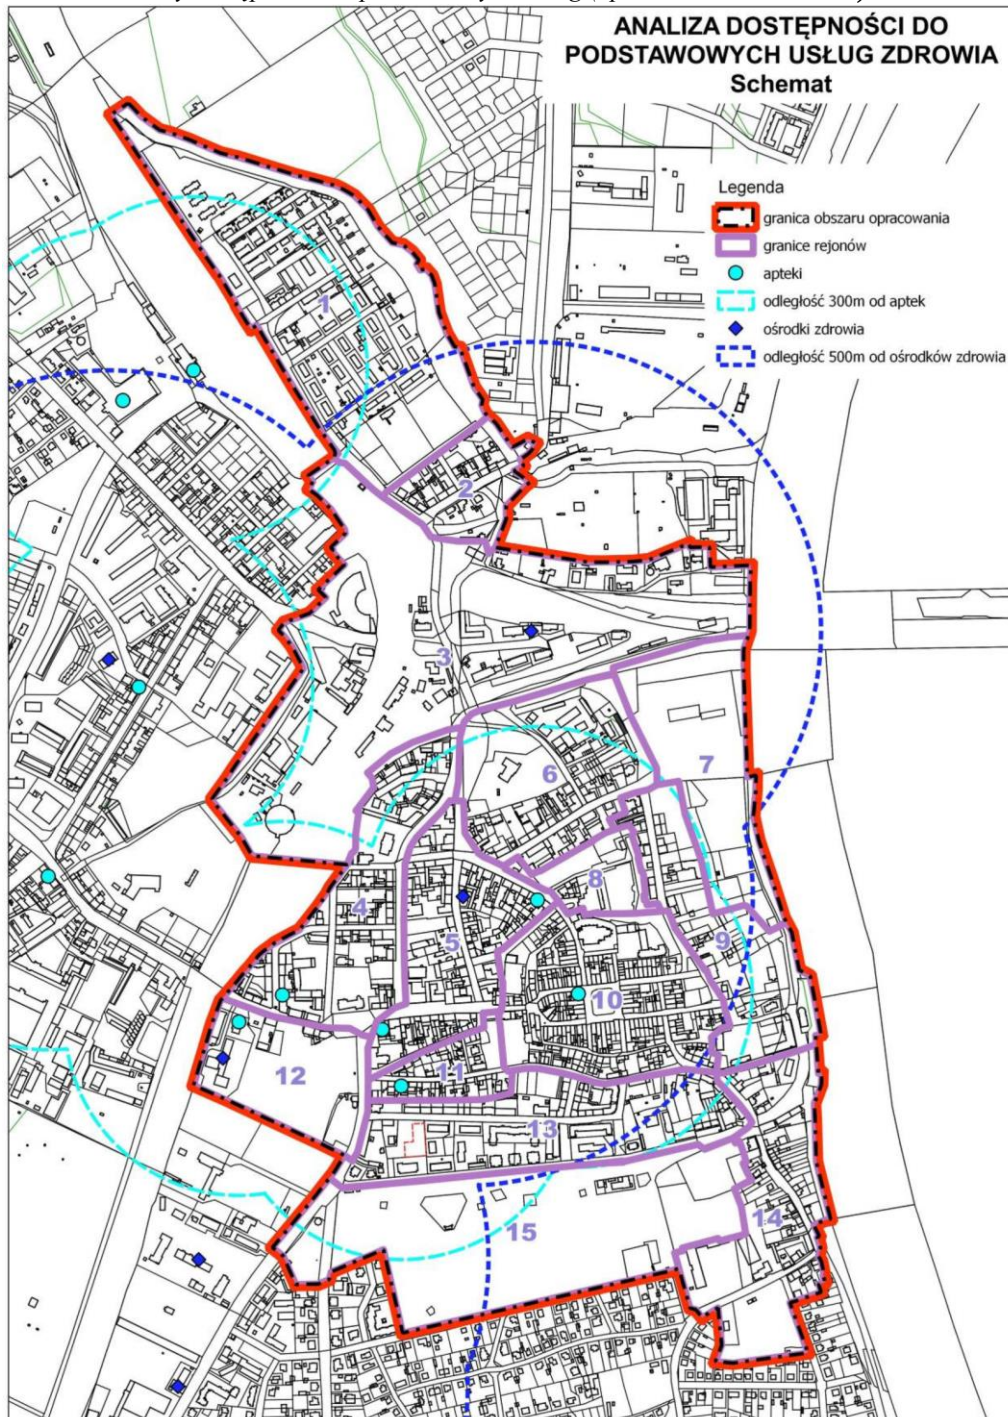 ANALIZA DOSTĘPNOŚCI DO
PODSTAWOWYCH USŁUG ZDROWIA
Schemat
Legenda
granica obszaru opracowania
granice rejonów
apteki
odległość 300m od aptek
ośrodki zdrowia
odległość 500m od ośrodków zdrowia
1
2
3
6
7
8
4
5
9
10
11
12
13
14
15